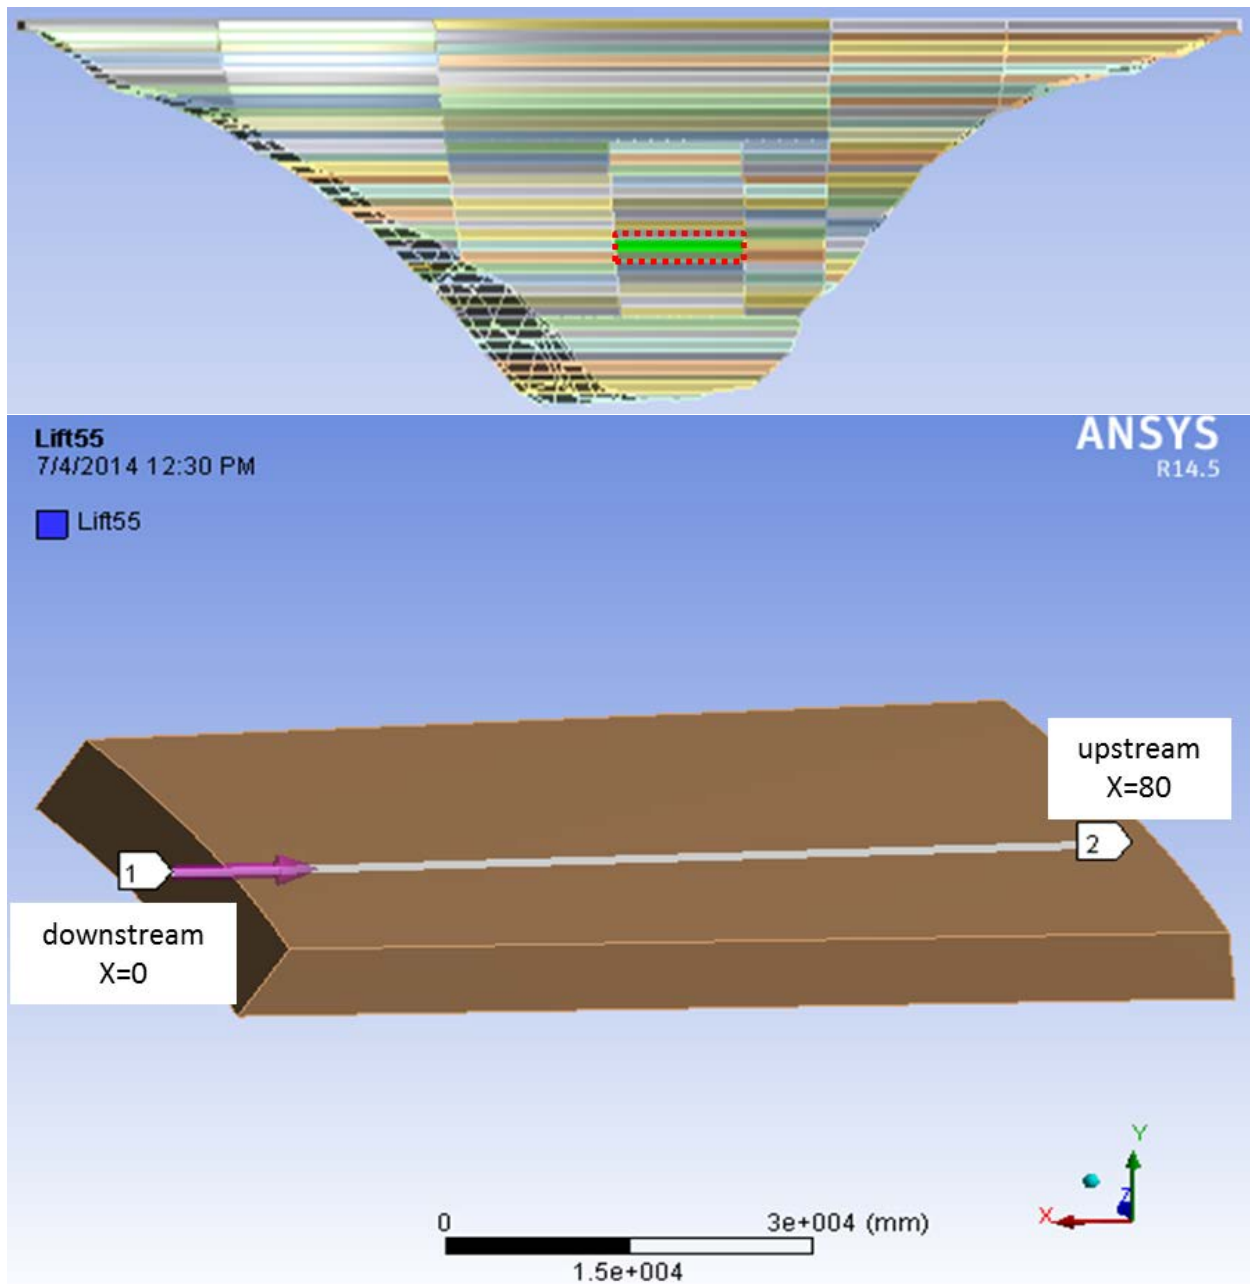 Lift55
7/4/2014 12:30 PM
Lift55
ANSYS
R14.5
upstream
X=80
2
1
downstream
X=0
Y
Z
X
0
3e+004 (mm)
1.5e+004